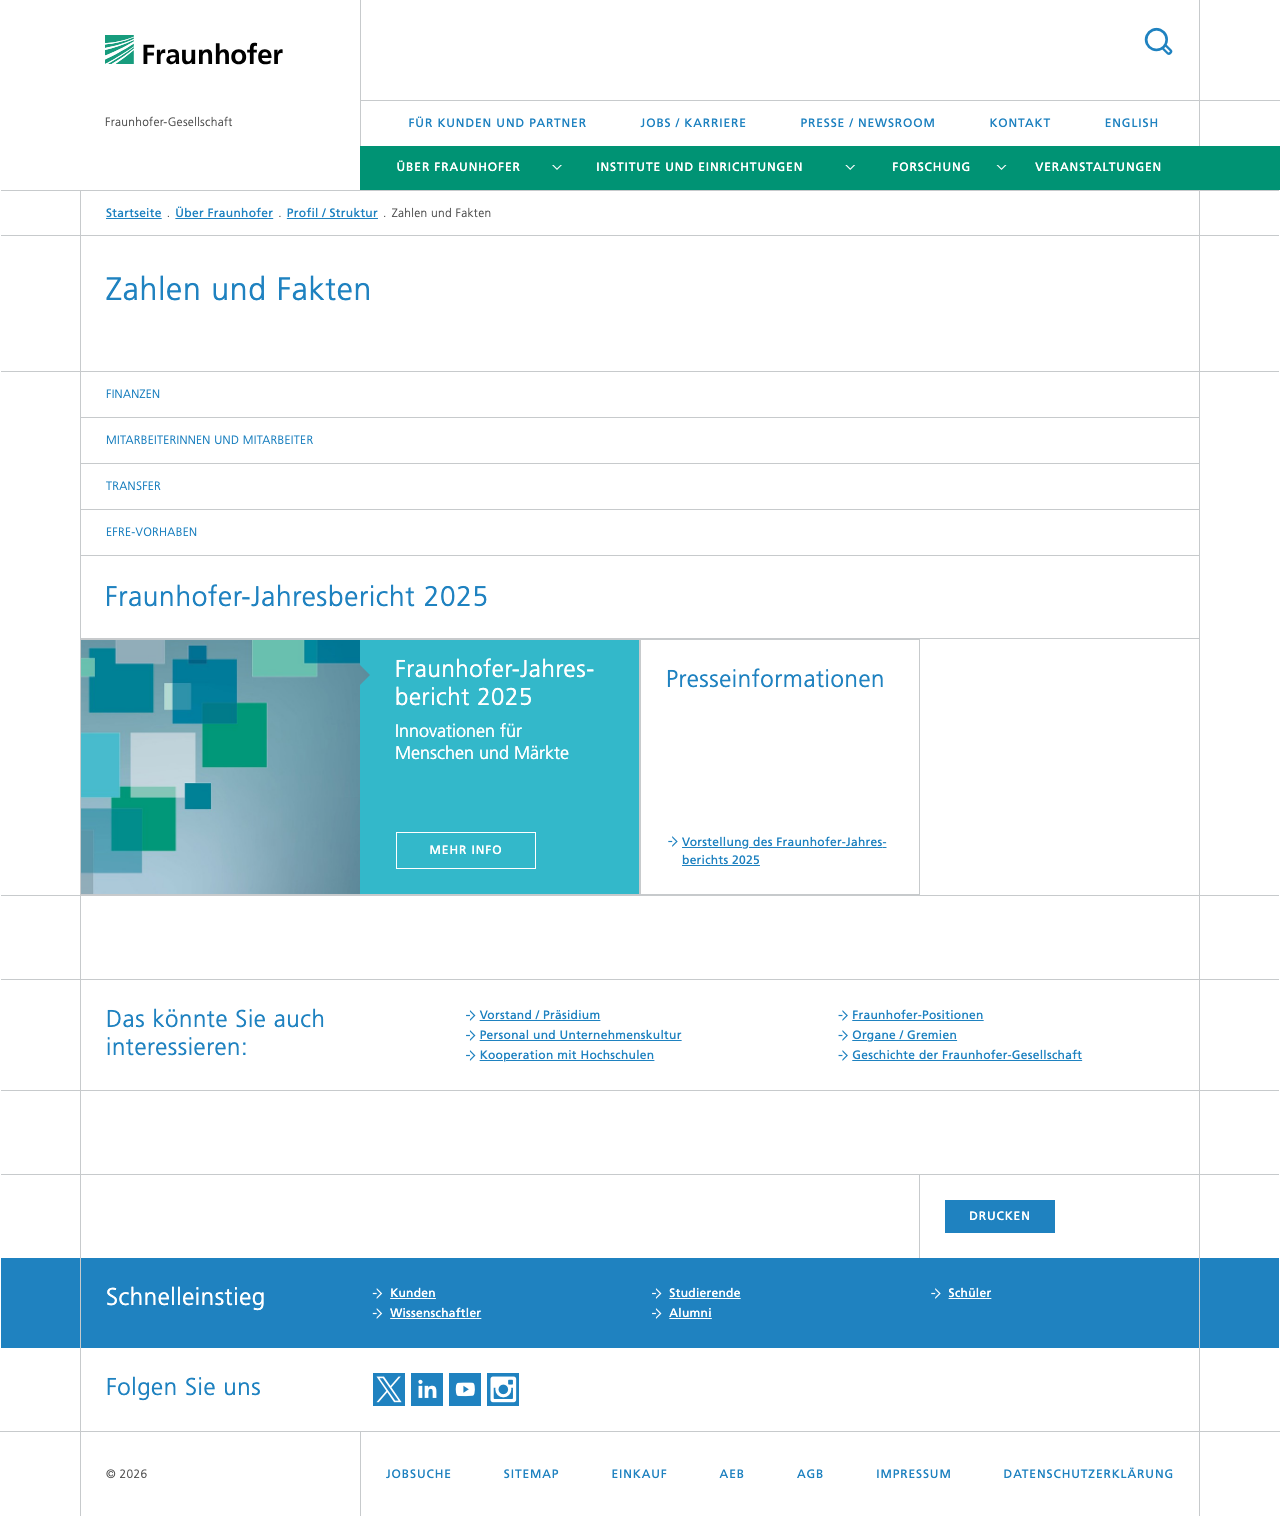 Fraunhofer
Fraunhofer-Gesellschaft
FÜR KUNDEN UND PARTNER
JOBS / KARRIERE
PRESSE / NEWSROOM
KONTAKT
ENGLISH
ÜBER FRAUNHOFER
INSTITUTE UND EINRICHTUNGEN
FORSCHUNG
VERANSTALTUNGEN
Startseite . Über Fraunhofer . Profil / Struktur . Zahlen und Fakten
Zahlen und Fakten
FINANZEN
MITARBEITERINNEN UND MITARBEITER
TRANSFER
EFRE-VORHABEN
Fraunhofer-Jahresbericht 2025
Fraunhofer-Jahres-
bericht 2025
Innovationen für
Menschen und Märkte
MEHR INFO
Presseinformationen
Vorstellung des Fraunhofer-Jahres-
berichts 2025
Das könnte Sie auch
interessieren:
Vorstand / Präsidium
Personal und Unternehmenskultur
Kooperation mit Hochschulen
Fraunhofer-Positionen
Organe / Gremien
Geschichte der Fraunhofer-Gesellschaft
DRUCKEN
Schnelleinstieg
Kunden
Wissenschaftler
Studierende
Alumni
Schüler
Folgen Sie uns
© 2026
JOBSUCHE
SITEMAP
EINKAUF
AEB
AGB
IMPRESSUM
DATENSCHUTZERKLÄRUNG